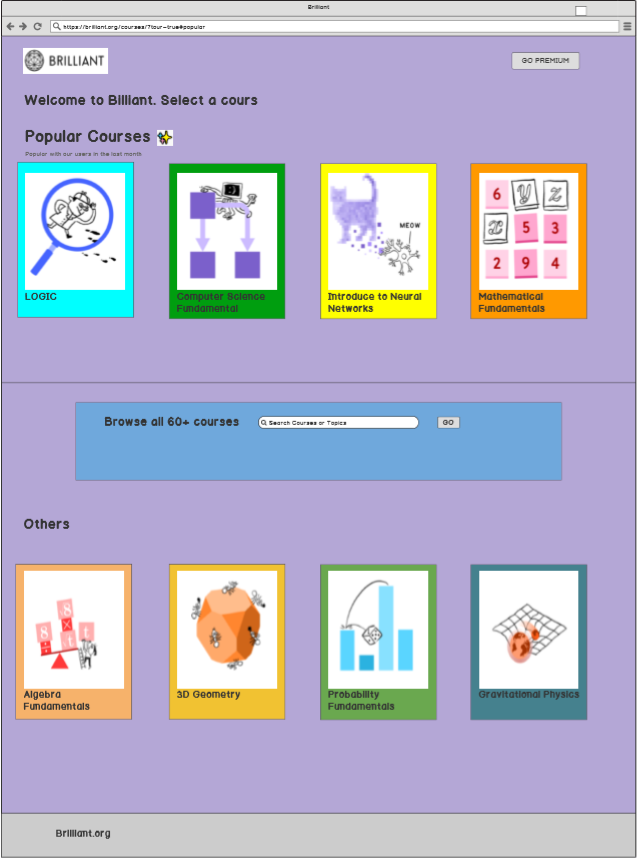 Brilliant
https://brilliant.org/courses/?tour=true#popular
BRILLIANT
GO PREMIUM
Welcome to Billiant. Select a cours
Popular Courses
Popular with our users in the last month
MEOW
6 y z
x 5 3
2 9 4
LOGIC
Computer Science
Fundamental
Introduce to Neural
Networks
Mathematical
Fundamentals
Browse all 60+ courses
Search Courses or Topics
GO
Others
8
8 t t
Algebra
Fundamentals
3D Geometry
Probability
Fundamentals
Gravitational Physics
Brilliant.org